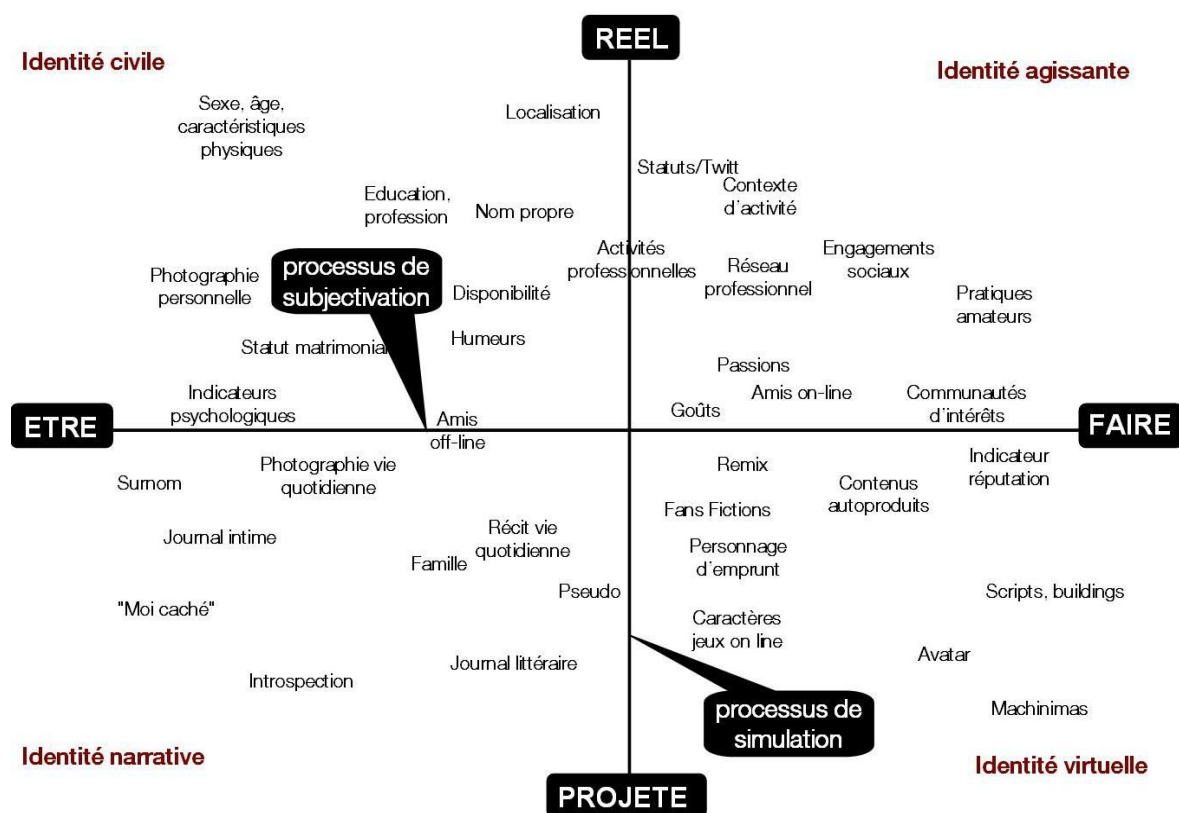 REEL
Identité civile
Identité agissante
Sexe, âge,
caractéristiques
physiques
Localisation
Statuts/Twitt
Contexte
d'activité
Education,
profession
Nom propre
Activités
professionnelles
Engagements
sociaux
Réseau
professionnel
processus de
subjectivation
Photographie
personnelle
Disponibilité
Pratiques
amateurs
Statut matrimonial
Humeurs
Passions
Indicateurs
psychologiques
Amis on-line
Communautés
d'intérêts
Goûts
ETRE
Amis
off-line
FAIRE
Photographie vie
quotidienne
Remix
Indicateur
réputation
Surnom
Contenus
autoproduits
Fans Fictions
Journal intime
Récit vie
quotidienne
Personnage
d'emprunt
Famille
Pseudo
Scripts, buildings
"Moi caché"
Caractères
jeux on line
Journal littéraire
Avatar
Introspection
processus de
simulation
Machinimas
Identité narrative
Identité virtuelle
PROJETE